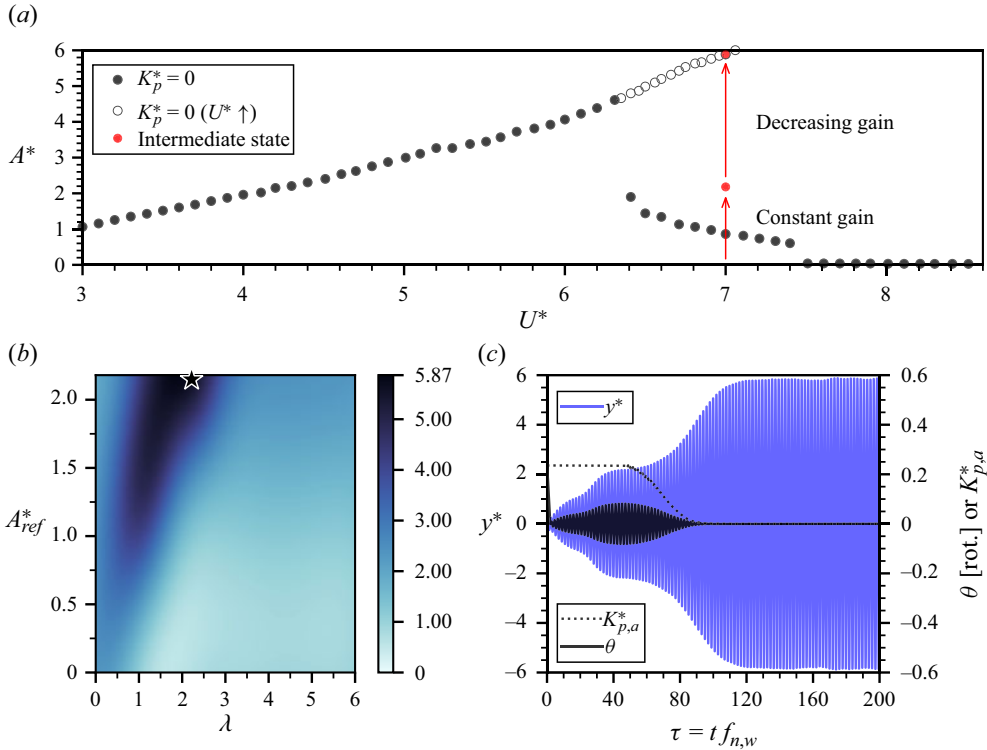 (a)
6
5
4
3
2
1
0
A*
K*p = 0
K*p = 0 (U* ↑)
Intermediate state
Decreasing gain
Constant gain
3
4
5
6
7
8
U*
(b)
2.0
1.5
1.0
0.5
0
A*ref
0
1
2
3
4
5
6
λ
5.87
5.00
4.00
3.00
2.00
1.00
0
(c)
6
4
2
0
−2
−4
−6
y*
y*
K*p,a
θ
0.6
0.4
0.2
0
−0.2
−0.4
−0.6
θ [rot.] or K*p,a
0
40
80
120
160
200
τ = t fn,w